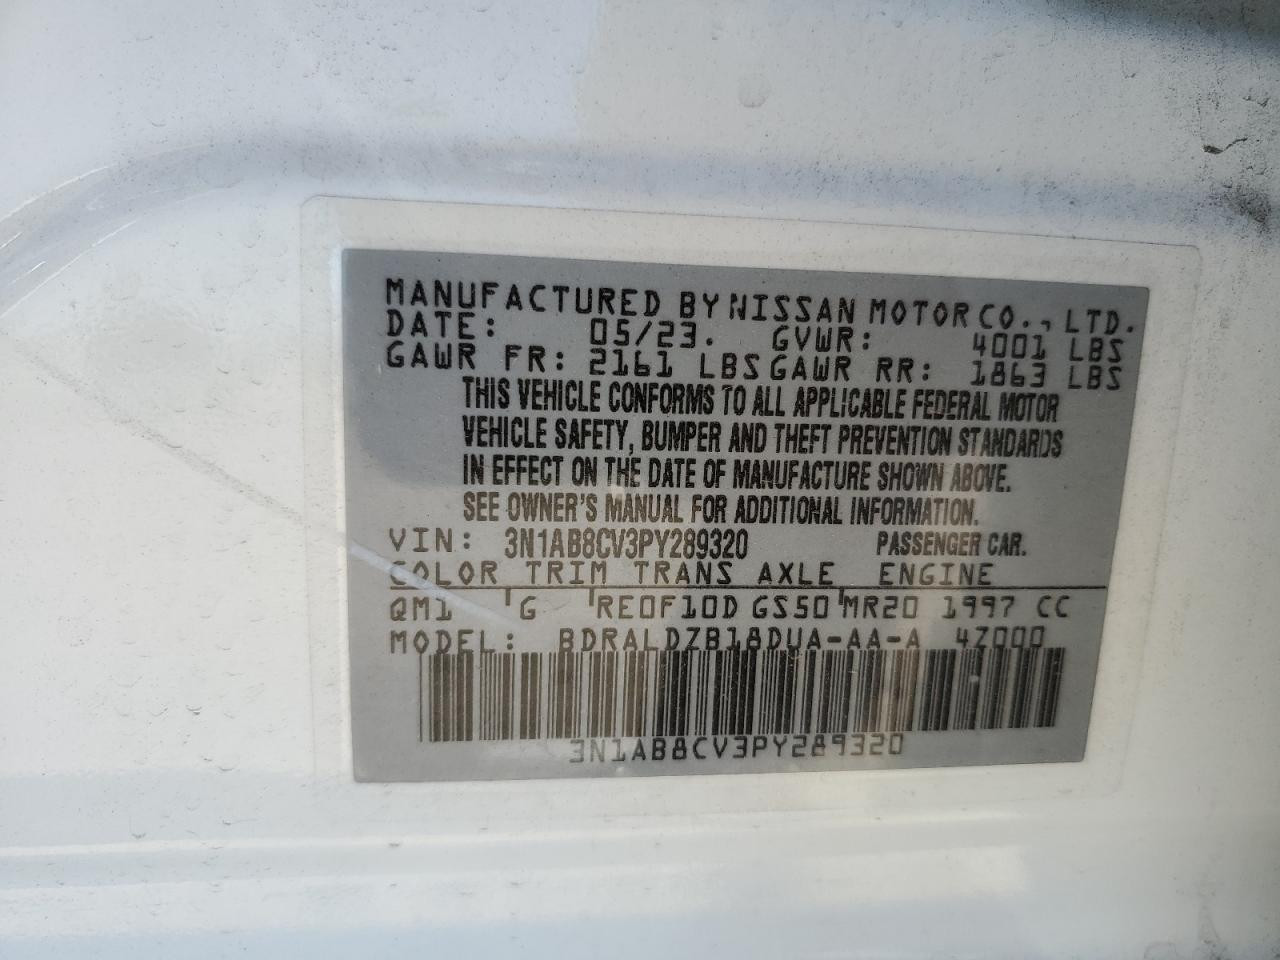 MANUFACTURED BY NISSAN MOTOR CO., LTD.
DATE: 05/23. GVWR: 4001 LBS
GAWR FR: 2161 LBS GAWR RR: 1863 LBS
THIS VEHICLE CONFORMS TO ALL APPLICABLE FEDERAL MOTOR
VEHICLE SAFETY, BUMPER AND THEFT PREVENTION STANDARDS
IN EFFECT ON THE DATE OF MANUFACTURE SHOWN ABOVE.
SEE OWNER'S MANUAL FOR ADDITIONAL INFORMATION.
VIN: 3N1AB8CV3PY289320 PASSENGER CAR.
COLOR TRIM TRANS AXLE ENGINE
QM1 G RE0F10D GS50 MR20 1997 CC
MODEL: BDRALDZB18DUA-AA-A 4Z000
3N1AB8CV3PY289320